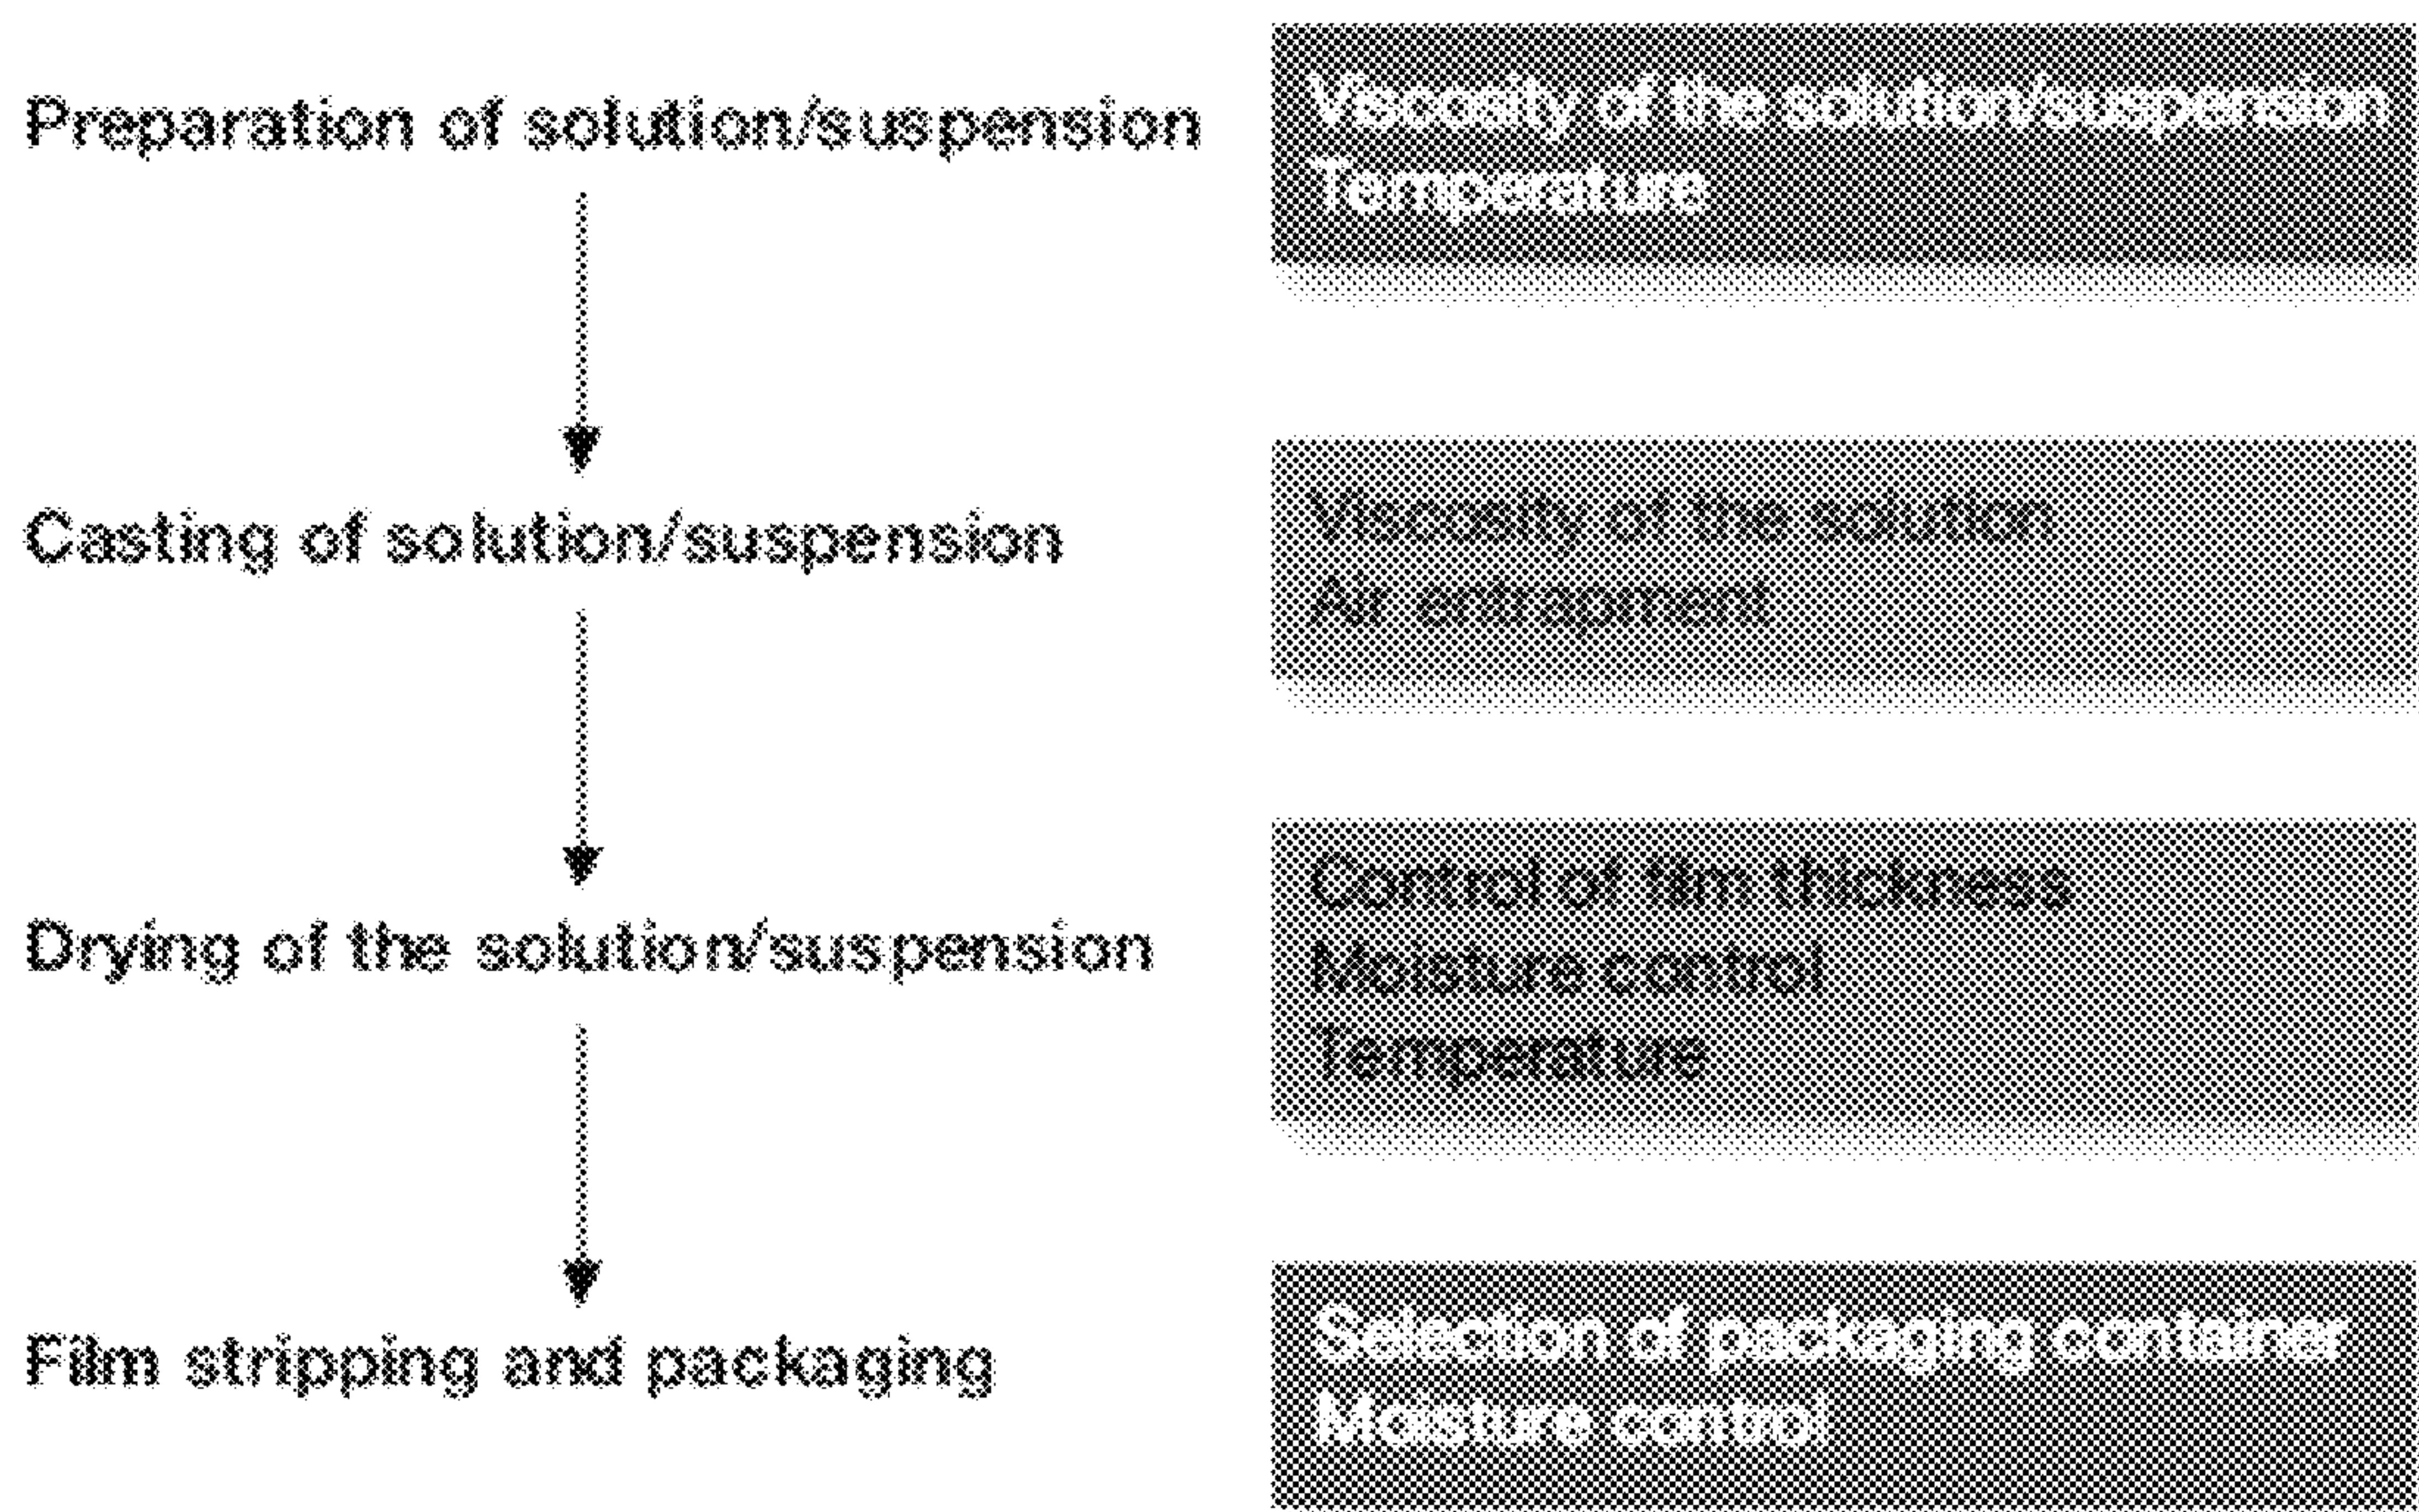 Preparation of solution/suspension
Viscosity of the solution/suspension
Temperature
Casting of solution/suspension
Viscosity of the solution
Air entrapment
Drying of the solution/suspension
Control of film thickness
Moisture control
Temperature
Film stripping and packaging
Selection of packaging container
Moisture control